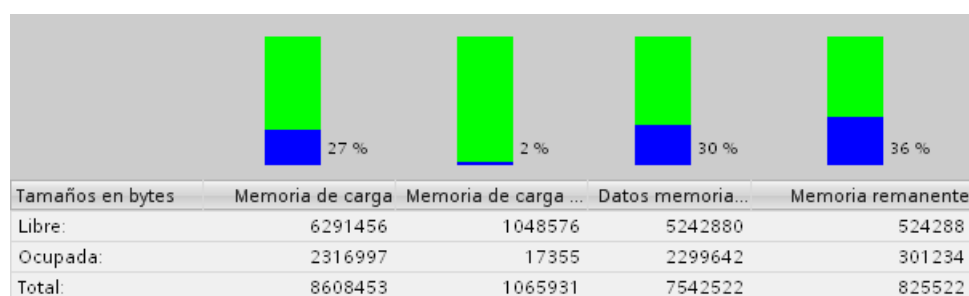 27 % 2 % 30 % 36 %
Tamaños en bytes Memoria de carga Memoria de carga ... Datos memoria... Memoria remanente
Libre: 6291456 1048576 5242880 524288
Ocupada: 2316997 17355 2299642 301234
Total: 8608453 1065931 7542522 825522